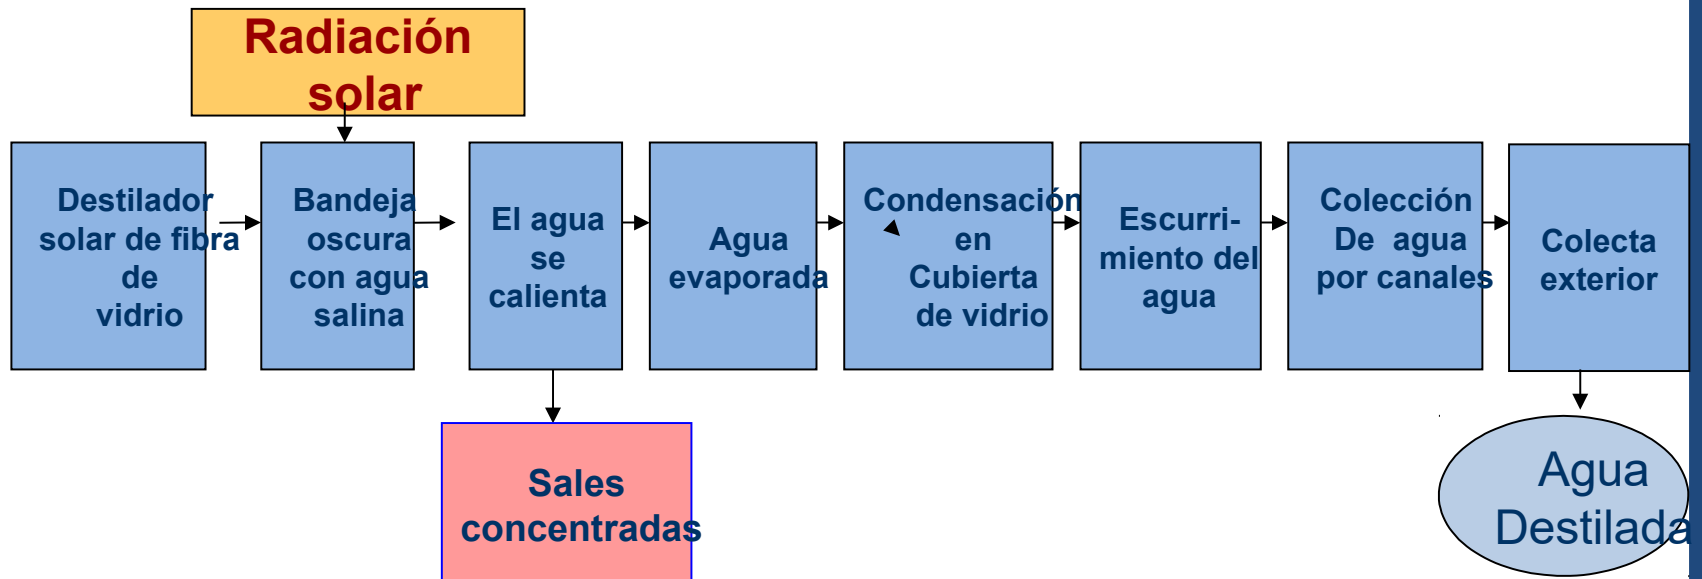 Radiación
solar
Destilador
solar de fibra
de
vidrio
Bandeja
oscura
con agua
salina
El agua
se
calienta
Agua
evaporada
Condensación
en
Cubierta
de vidrio
Escurri-
miento del
agua
Colección
De agua
por canales
Colecta
exterior
Sales
concentradas
Agua
Destilada